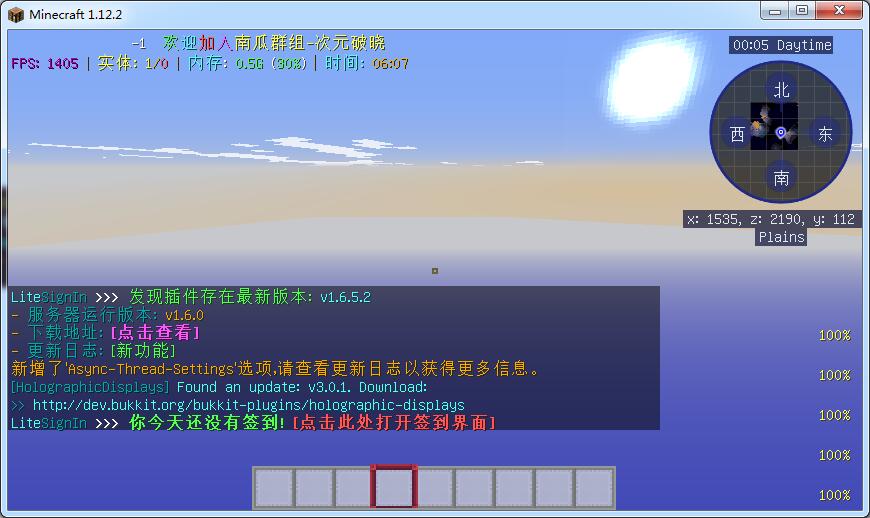 Minecraft 1.12.2
-1 欢迎加入南瓜群组-次元破晓
FPS: 1405 | 实体: 1/0 | 内存: 0.5G (30%) | 时间: 06:07
00:05 Daytime
北
西
东
南
x: 1535, z: 2190, y: 112
Plains
LiteSignIn >>> 发现插件存在最新版本: v1.6.5.2
- 服务器运行版本: v1.6.0
- 下载地址: [点击查看]
- 更新日志: [新功能]
新增了'Async-Thread-Settings'选项,请查看更新日志以获得更多信息。
[HolographicDisplays] Found an update: v3.0.1. Download:
>> http://dev.bukkit.org/bukkit-plugins/holographic-displays
LiteSignIn >>> 你今天还没有签到! [点击此处打开签到界面]
100%
100%
100%
100%
100%